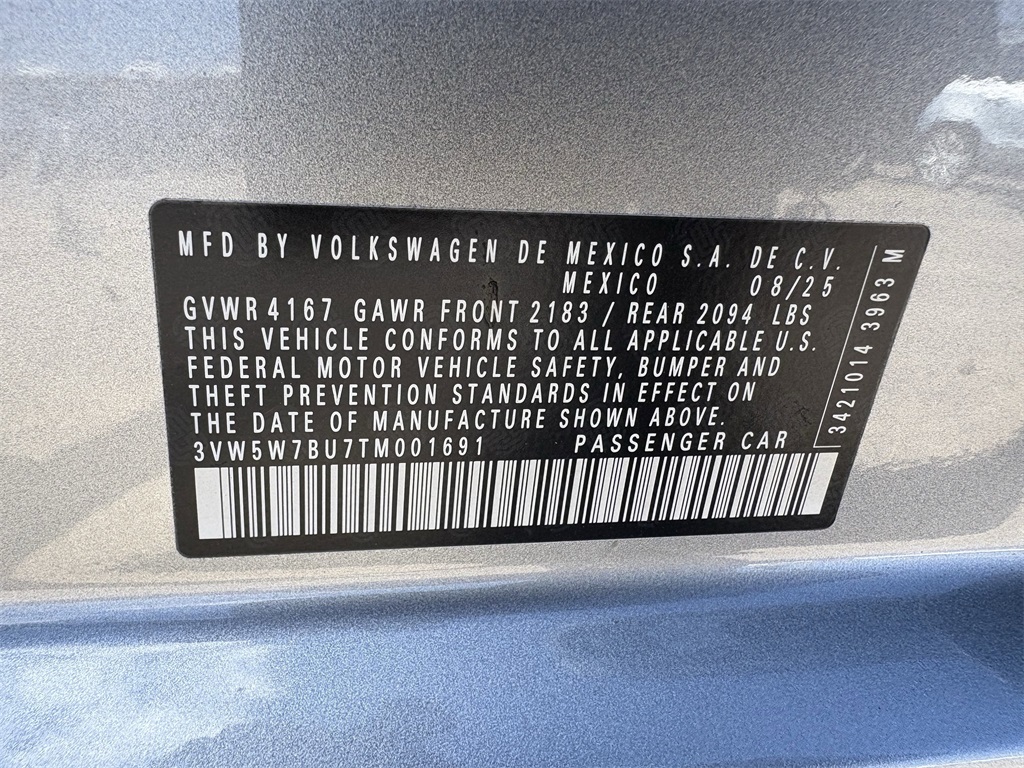 MFD BY VOLKSWAGEN DE MEXICO S.A. DE C.V.
MEXICO 08/25
GVWR 4167 GAWR FRONT 2183 / REAR 2094 LBS
THIS VEHICLE CONFORMS TO ALL APPLICABLE U.S.
FEDERAL MOTOR VEHICLE SAFETY, BUMPER AND
THEFT PREVENTION STANDARDS IN EFFECT ON
THE DATE OF MANUFACTURE SHOWN ABOVE.
3VW5W7BU7TM001691 PASSENGER CAR
3421014 3963 M